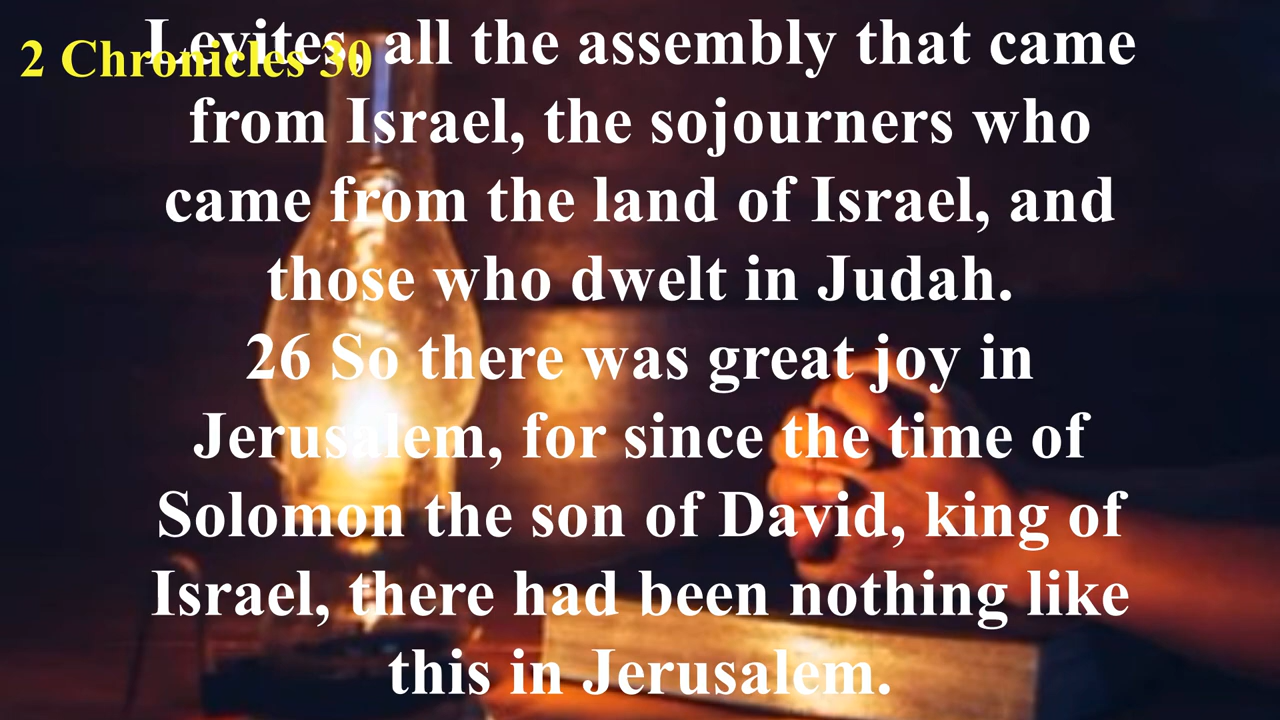 2 Chronicles 30
Levites, all the assembly that came
from Israel, the sojourners who
came from the land of Israel, and
those who dwelt in Judah.
26 So there was great joy in
Jerusalem, for since the time of
Solomon the son of David, king of
Israel, there had been nothing like
this in Jerusalem.